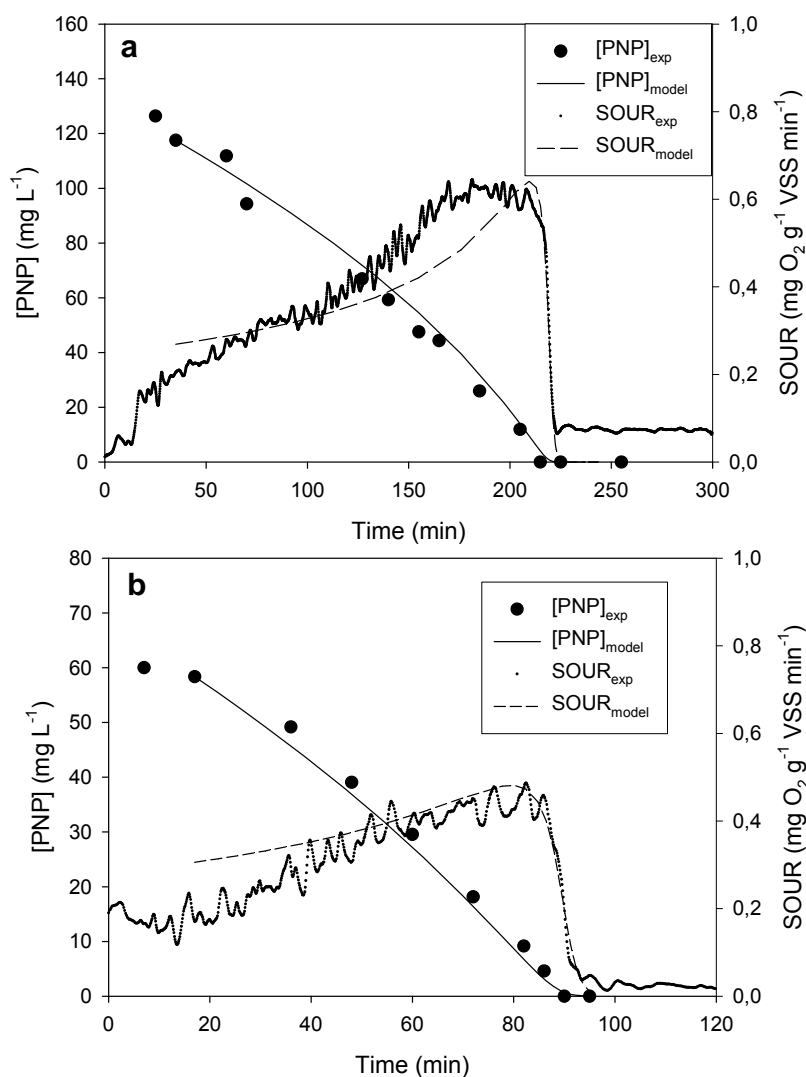 a
[PNP]exp
[PNP]model
SOURexp
SOURmodel
160
140
120
100
80
60
40
20
0
1,0
0,8
0,6
0,4
0,2
0,0
[PNP] (mg L-1)
SOUR (mg O2 g-1 VSS min-1)
0 50 100 150 200 250 300
Time (min)
b
[PNP]exp
[PNP]model
SOURexp
SOURmodel
80
70
60
50
40
30
20
10
0
1,0
0,8
0,6
0,4
0,2
0,0
[PNP] (mg L-1)
SOUR (mg O2 g-1 VSS min-1)
0 20 40 60 80 100 120
Time (min)